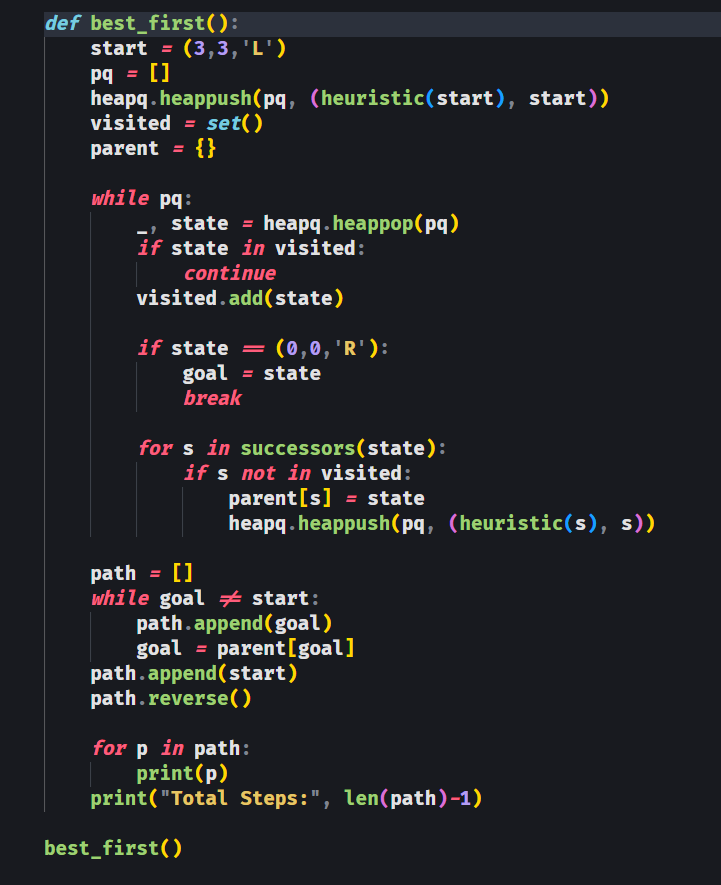 def best_first():
    start = (3,3,'L')
    pq = []
    heapq.heappush(pq, (heuristic(start), start))
    visited = set()
    parent = {}

    while pq:
        _, state = heapq.heappop(pq)
        if state in visited:
            continue
        visited.add(state)

        if state == (0,0,'R'):
            goal = state
            break

        for s in successors(state):
            if s not in visited:
                parent[s] = state
                heapq.heappush(pq, (heuristic(s), s))

    path = []
    while goal != start:
        path.append(goal)
        goal = parent[goal]
    path.append(start)
    path.reverse()

    for p in path:
        print(p)
    print("Total Steps:", len(path)-1)

best_first()